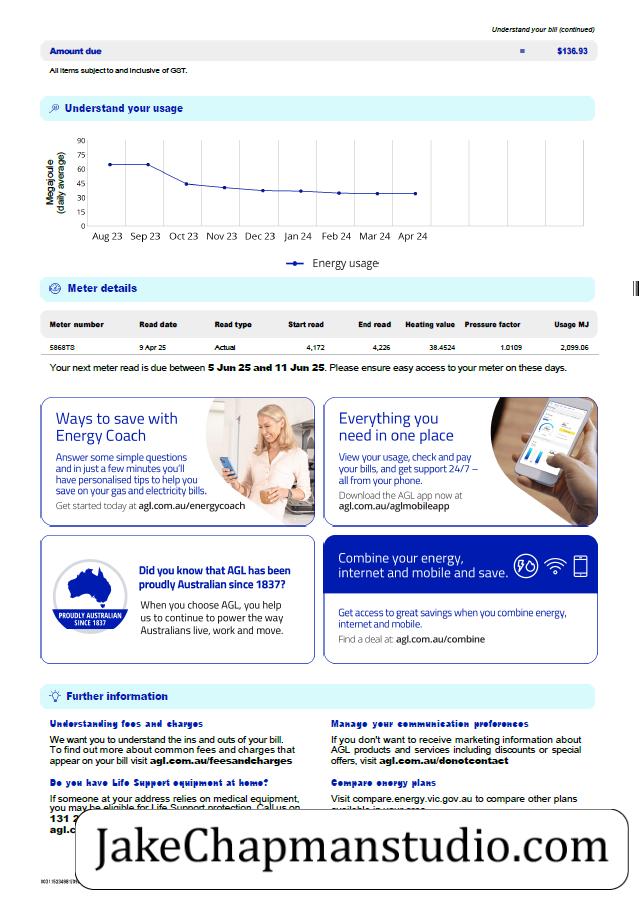 Understand your bill (continued)
Amount due = $136.93
All items subject to and inclusive of GST.
Understand your usage
Megajoule
(daily average)
90
75
60
45
30
15
0
Aug 23 Sep 23 Oct 23 Nov 23 Dec 23 Jan 24 Feb 24 Mar 24 Apr 24
Energy usage
Meter details
Meter number Read date Read type Start read End read Heating value Pressure factor Usage MJ
5868TS 9 Apr 25 Actual 4,172 4,226 38.4524 1.0109 2,099.06
Your next meter read is due between 5 Jun 25 and 11 Jun 25. Please ensure easy access to your meter on these days.
Ways to save with
Energy Coach
Answer some simple questions
and in just a few minutes you'll
have personalised tips to help you
save on your gas and electricity bills.
Get started today at agl.com.au/energycoach
Everything you
need in one place
View your usage, check and pay
your bills, and get support 24/7 –
all from your phone.
Download the AGL app now at
agl.com.au/aglmobileapp
PROUDLY AUSTRALIAN
SINCE 1837
Did you know that AGL has been
proudly Australian since 1837?
When you choose AGL, you help
us to continue to power the way
Australians live, work and move.
Combine your energy,
internet and mobile and save.
Get access to great savings when you combine energy,
internet and mobile.
Find a deal at: agl.com.au/combine
Further information
Understanding fees and charges
We want you to understand the ins and outs of your bill.
To find out more about common fees and charges that
appear on your bill visit agl.com.au/feesandcharges
Do you have Life Support equipment at home?
If someone at your address relies on medical equipment,
you may be eligible for Life Support protection. Call us on
131 2
agl.c
Manage your communication preferences
If you don't want to receive marketing information about
AGL products and services including discounts or special
offers, visit agl.com.au/donotcontact
Compare energy plans
Visit compare.energy.vic.gov.au to compare other plans
available in your area.
JakeChapmanstudio.com